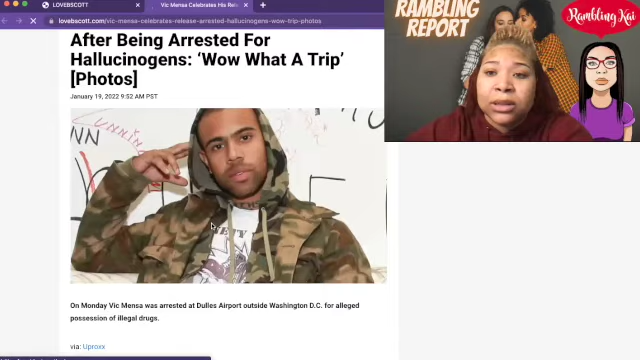 LOVEBSCOTT
Vic Mensa Celebrates His Rele
lovebscott.com/vic-mensa-celebrates-release-arrested-hallucinogens-wow-trip-photos
After Being Arrested For
Hallucinogens: ‘Wow What A Trip’
[Photos]
January 19, 2022 9:52 AM PST
On Monday Vic Mensa was arrested at Dulles Airport outside Washington D.C. for alleged
possession of illegal drugs.
via: Uproxx
RAMBLING
REPORT
Rambling Kai